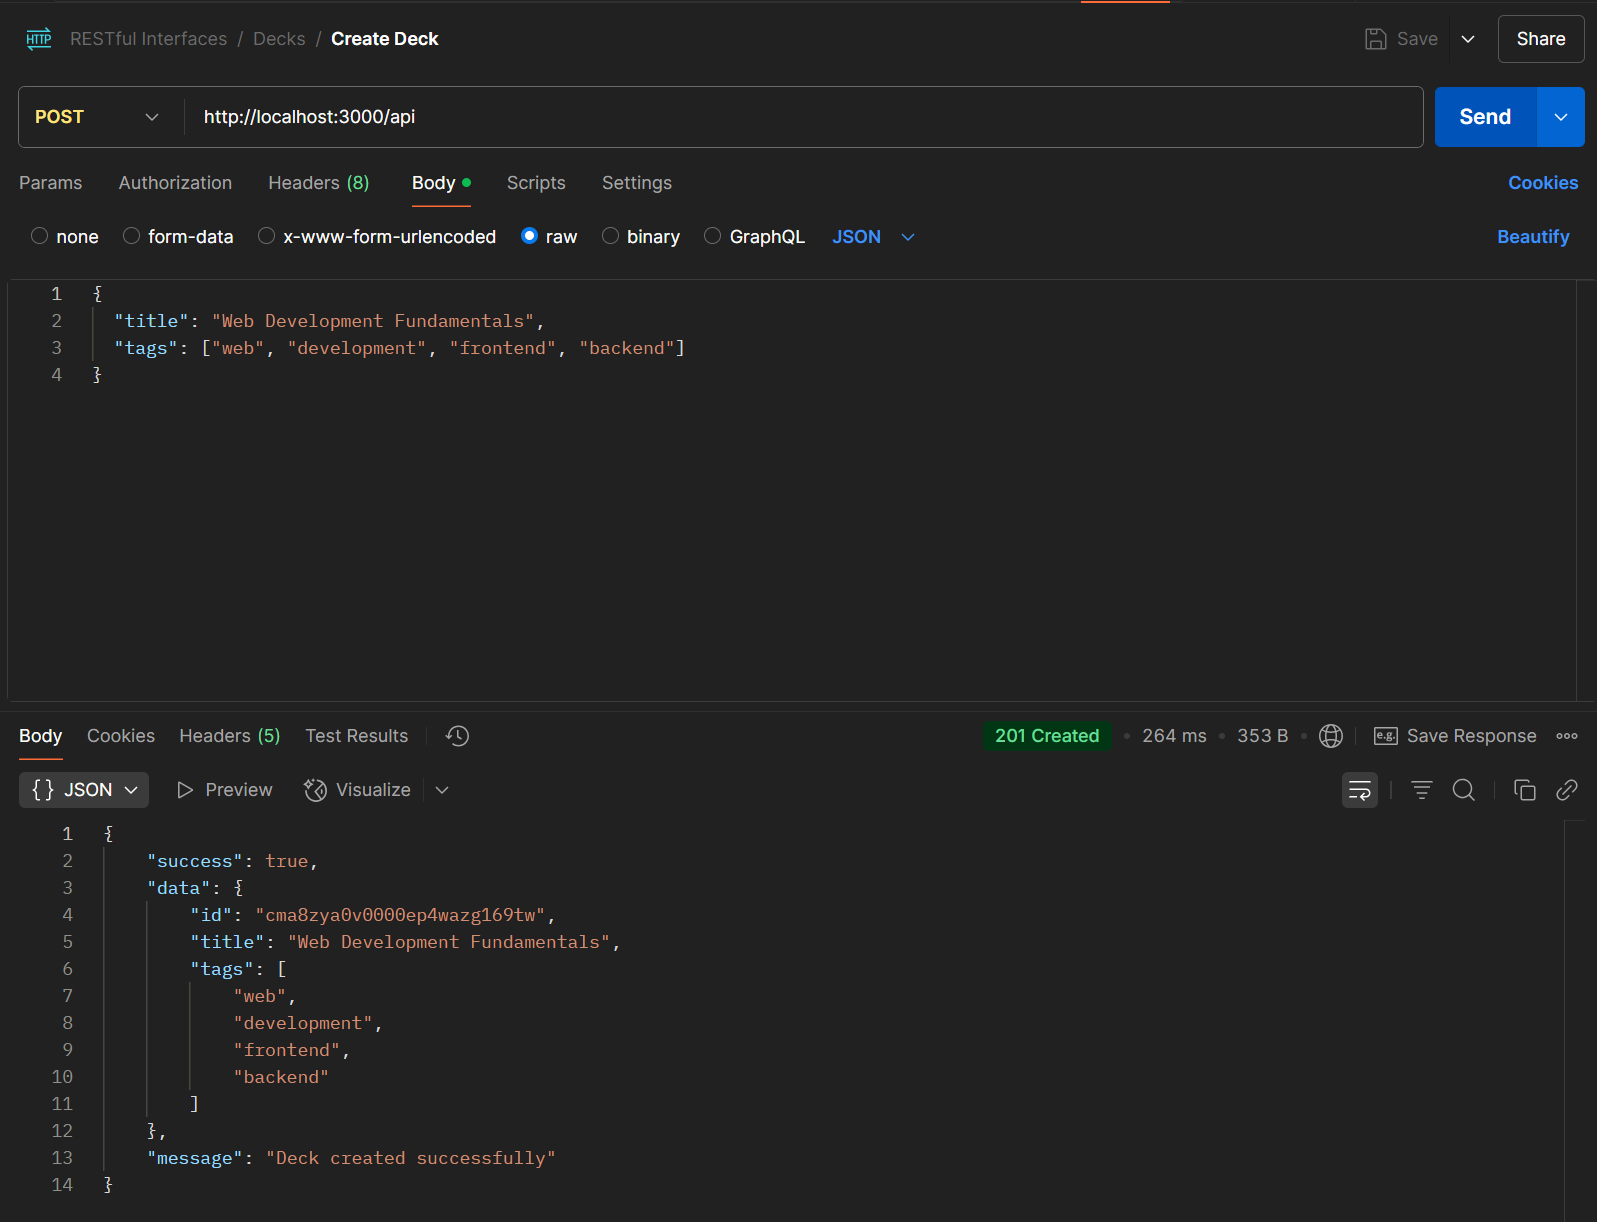 HTTP RESTful Interfaces / Decks / Create Deck Save Share
POST http://localhost:3000/api Send
Params Authorization Headers (8) Body Scripts Settings Cookies
none form-data x-www-form-urlencoded raw binary GraphQL JSON Beautify
1 {
2 "title": "Web Development Fundamentals",
3 "tags": ["web", "development", "frontend", "backend"]
4 }
Body Cookies Headers (5) Test Results 201 Created 264 ms 353 B e.g. Save Response
{} JSON Preview Visualize
1 {
2 "success": true,
3 "data": {
4 "id": "cma8zya0v0000ep4wazg169tw",
5 "title": "Web Development Fundamentals",
6 "tags": [
7 "web",
8 "development",
9 "frontend",
10 "backend"
11 ]
12 },
13 "message": "Deck created successfully"
14 }